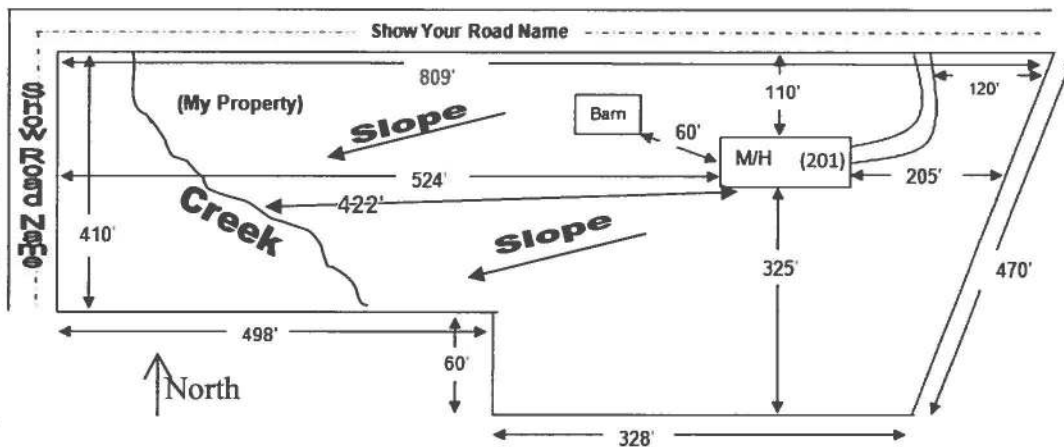 Show Your Road Name
Show Road Name
809'
(My Property)
Slope
Barn
110'
120'
60'
M/H (201)
524'
205'
422'
Creek
Slope
410'
325'
470'
498'
60'
North
328'